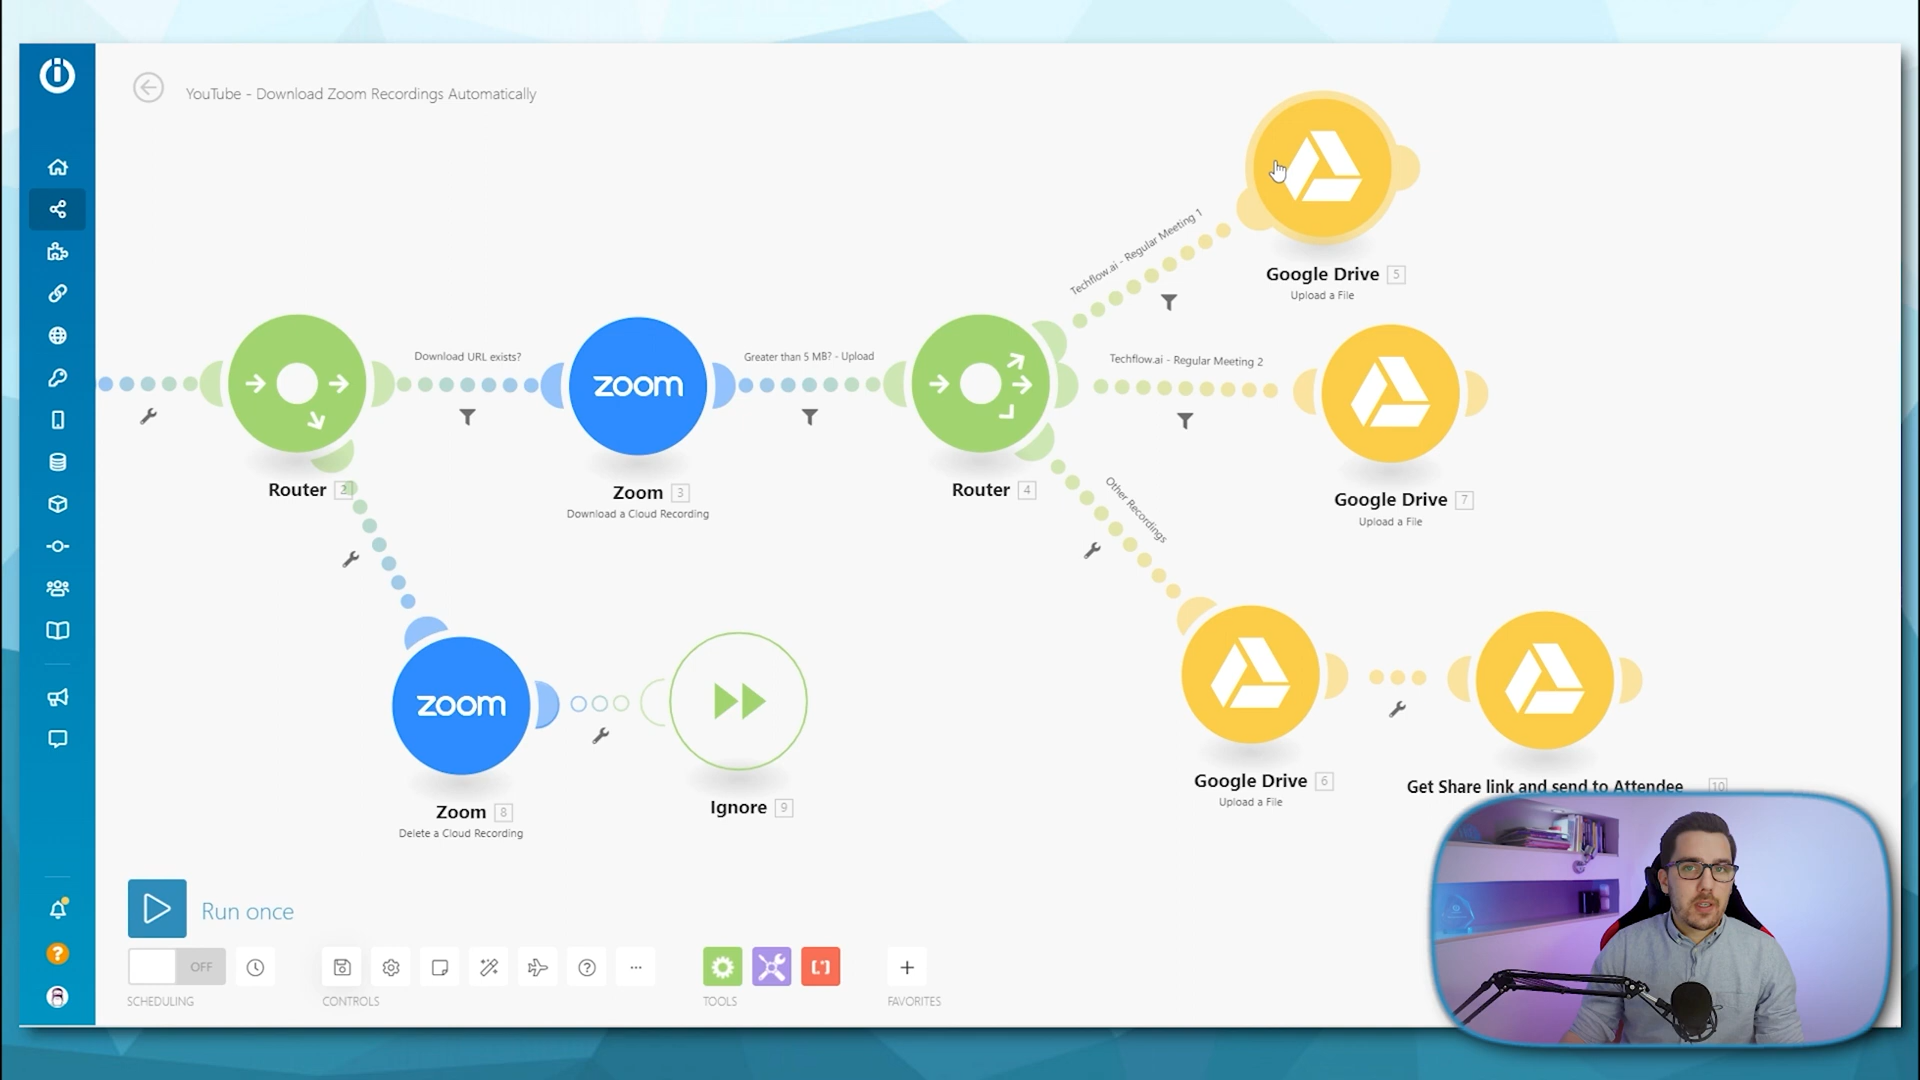 YouTube - Download Zoom Recordings Automatically
Techflow.ai - Regular Meeting 1
Google Drive 5
Upload a File
Download URL exists?
zoom
Greater than 5 MB? - Upload
Techflow.ai - Regular Meeting 2
Router 2
Zoom 3
Download a Cloud Recording
Router 4
Other Recordings
Google Drive 7
Upload a File
zoom
Zoom 8
Delete a Cloud Recording
Ignore 9
Google Drive 6
Upload a File
Get Share link and send to Attendee 10
Run once
OFF
SCHEDULING
CONTROLS
TOOLS
FAVORITES